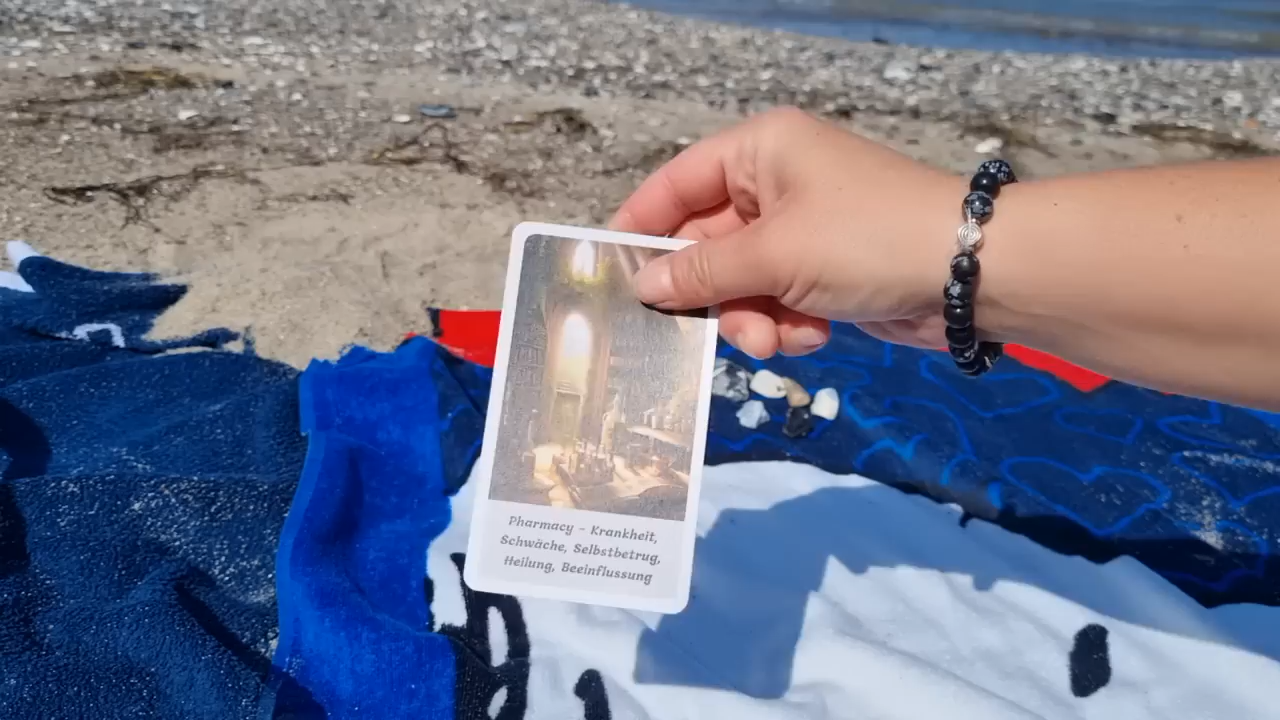 Pharmacy - Krankheit,
Schwäche, Selbstbetrug,
Heilung, Beeinflussung